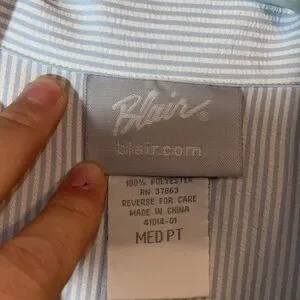 Blair®
blair.com
100% POLYESTER
RN 37863
REVERSE FOR CARE
MADE IN CHINA
41014-01
MED PT